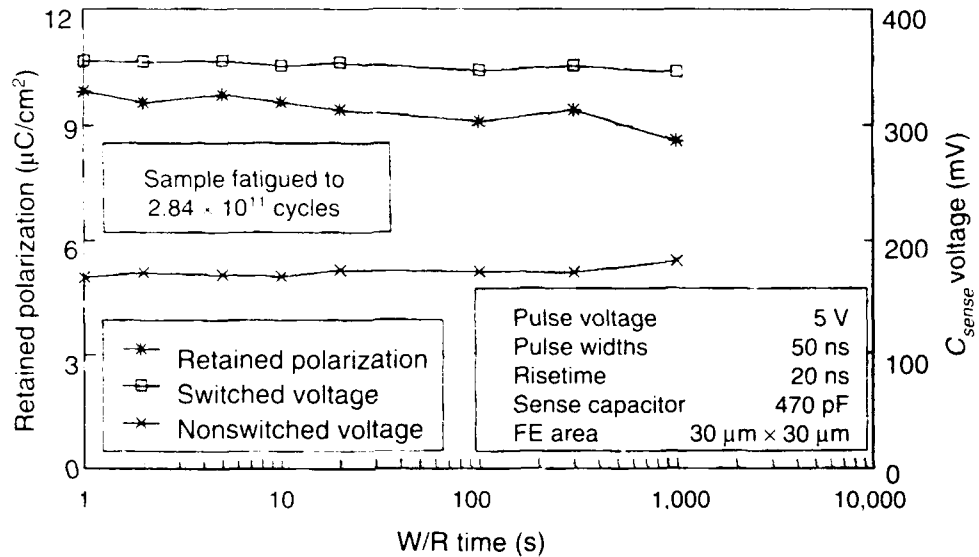 12
9
6
3
0
Retained polarization (µC/cm²)
400
300
200
100
0
C_sense voltage (mV)
Sample fatigued to
2.84 × 10¹¹ cycles
Retained polarization
Switched voltage
Nonswitched voltage
Pulse voltage 5 V
Pulse widths 50 ns
Risetime 20 ns
Sense capacitor 470 pF
FE area 30 µm × 30 µm
1 10 100 1,000 10,000
W/R time (s)